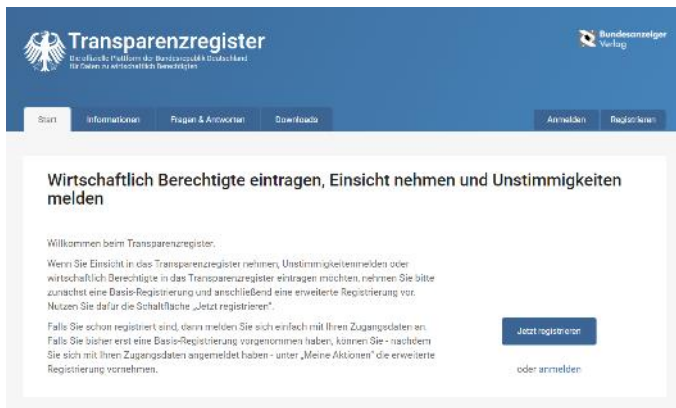 Transparenzregister
Die offizielle Plattform der Bundesrepublik Deutschland
für Daten zu wirtschaftlich Berechtigten
Bundesanzeiger
Verlag
Start Informationen Fragen & Antworten Downloads Anmelden Registrieren
Wirtschaftlich Berechtigte eintragen, Einsicht nehmen und Unstimmigkeiten
melden
Willkommen beim Transparenzregister.
Wenn Sie Einsicht in das Transparenzregister nehmen, Unstimmigkeitenmelden oder
wirtschaftlich Berechtigte in das Transparenzregister eintragen möchten, nehmen Sie bitte
zunächst eine Basis-Registrierung und anschließend eine erweiterte Registrierung vor.
Nutzen Sie dafür die Schaltfläche „Jetzt registrieren".
Falls Sie schon registriert sind, dann melden Sie sich einfach mit Ihren Zugangsdaten an.
Falls Sie bisher erst eine Basis-Registrierung vorgenommen haben, können Sie - nachdem
Sie sich mit Ihren Zugangsdaten angemeldet haben - unter „Meine Aktionen" die erweiterte
Registrierung vornehmen.
Jetzt registrieren
oder anmelden